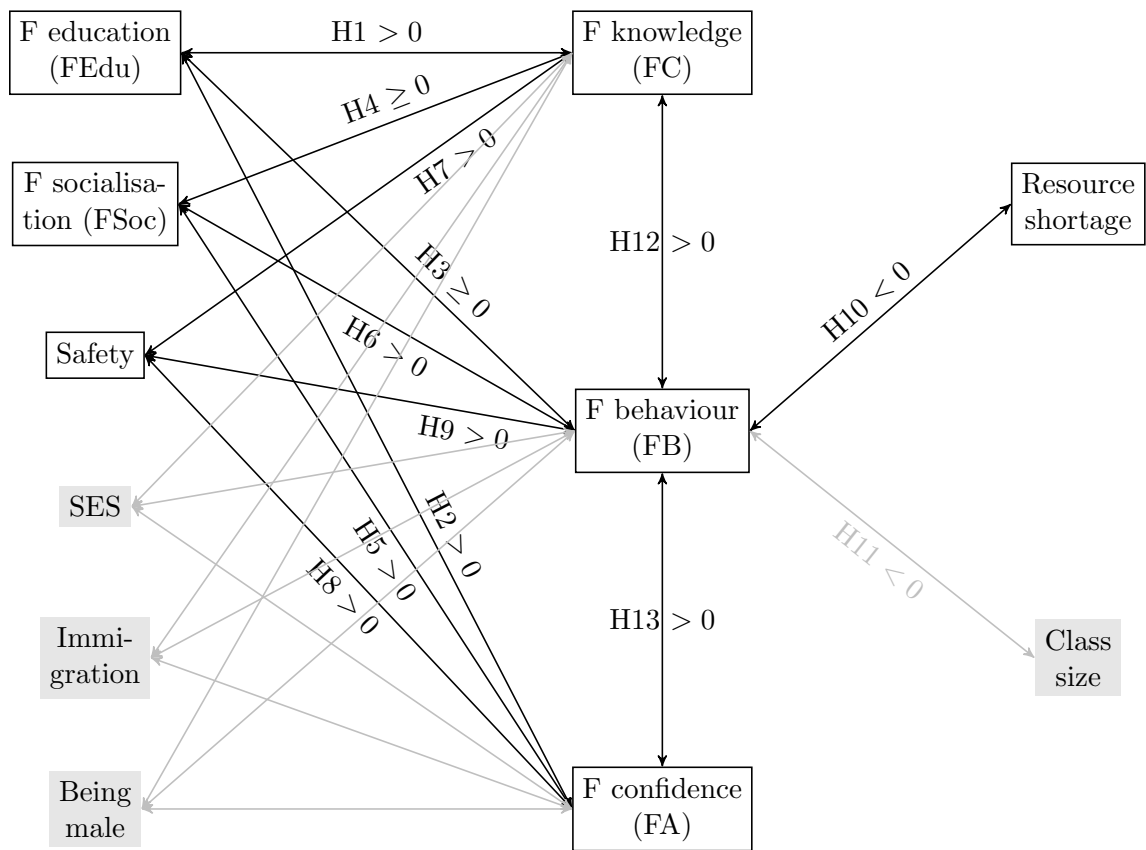 F education
(FEdu)
H1 > 0
F knowledge
(FC)
H4 ≥ 0
H7 > 0
F socialisa-
tion (FSoc)
Resource
shortage
H12 > 0
H3 ≥ 0
H10 < 0
H6 > 0
Safety
F behaviour
(FB)
H9 > 0
SES
H2 > 0
H5 > 0
H8 > 0
H11 < 0
Immi-
gration
H13 > 0
Class
size
Being
male
F confidence
(FA)